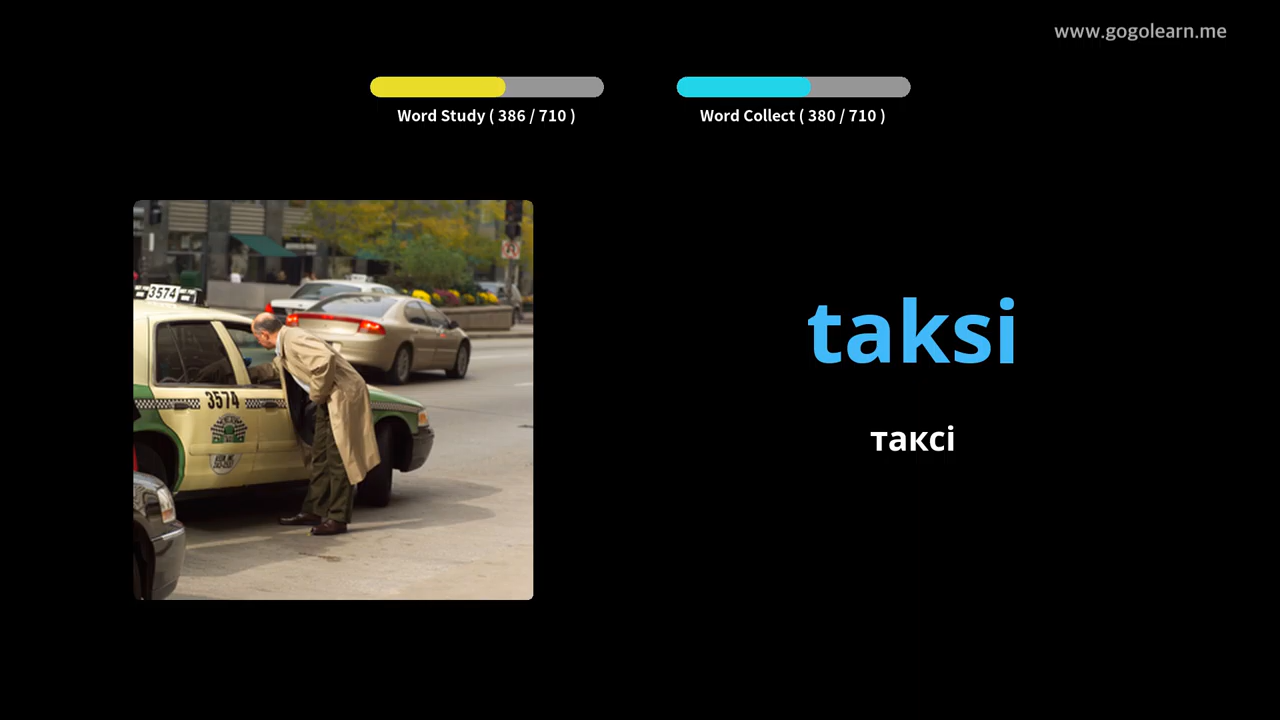 www.gogolearn.me
Word Study ( 386 / 710 )
Word Collect ( 380 / 710 )
3574
3574
taksi
таксі